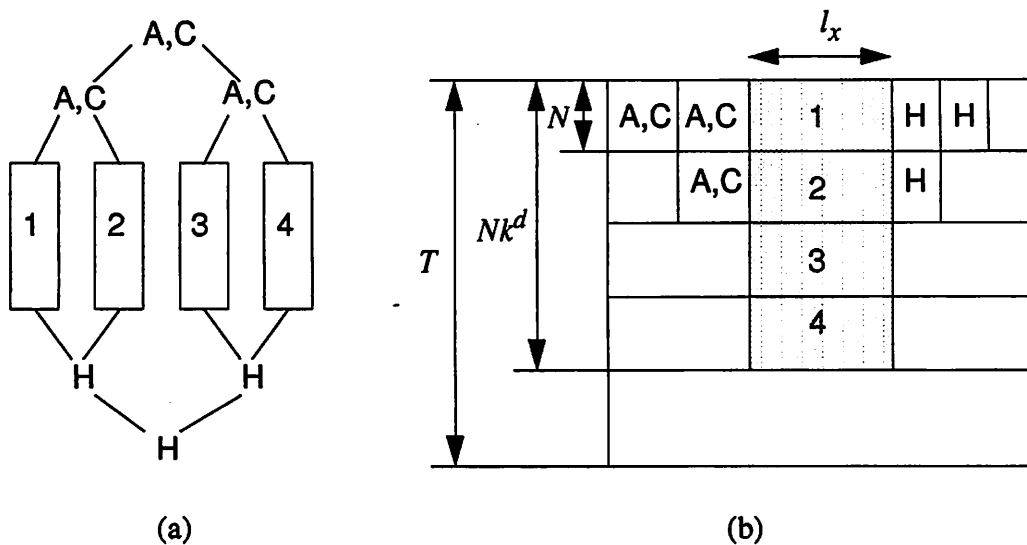 A,C
A,C A,C
1 2 3 4
H H
H
(a)
l_x
N A,C A,C 1 H H
A,C 2 H
Nk^d
T 3
4
(b)